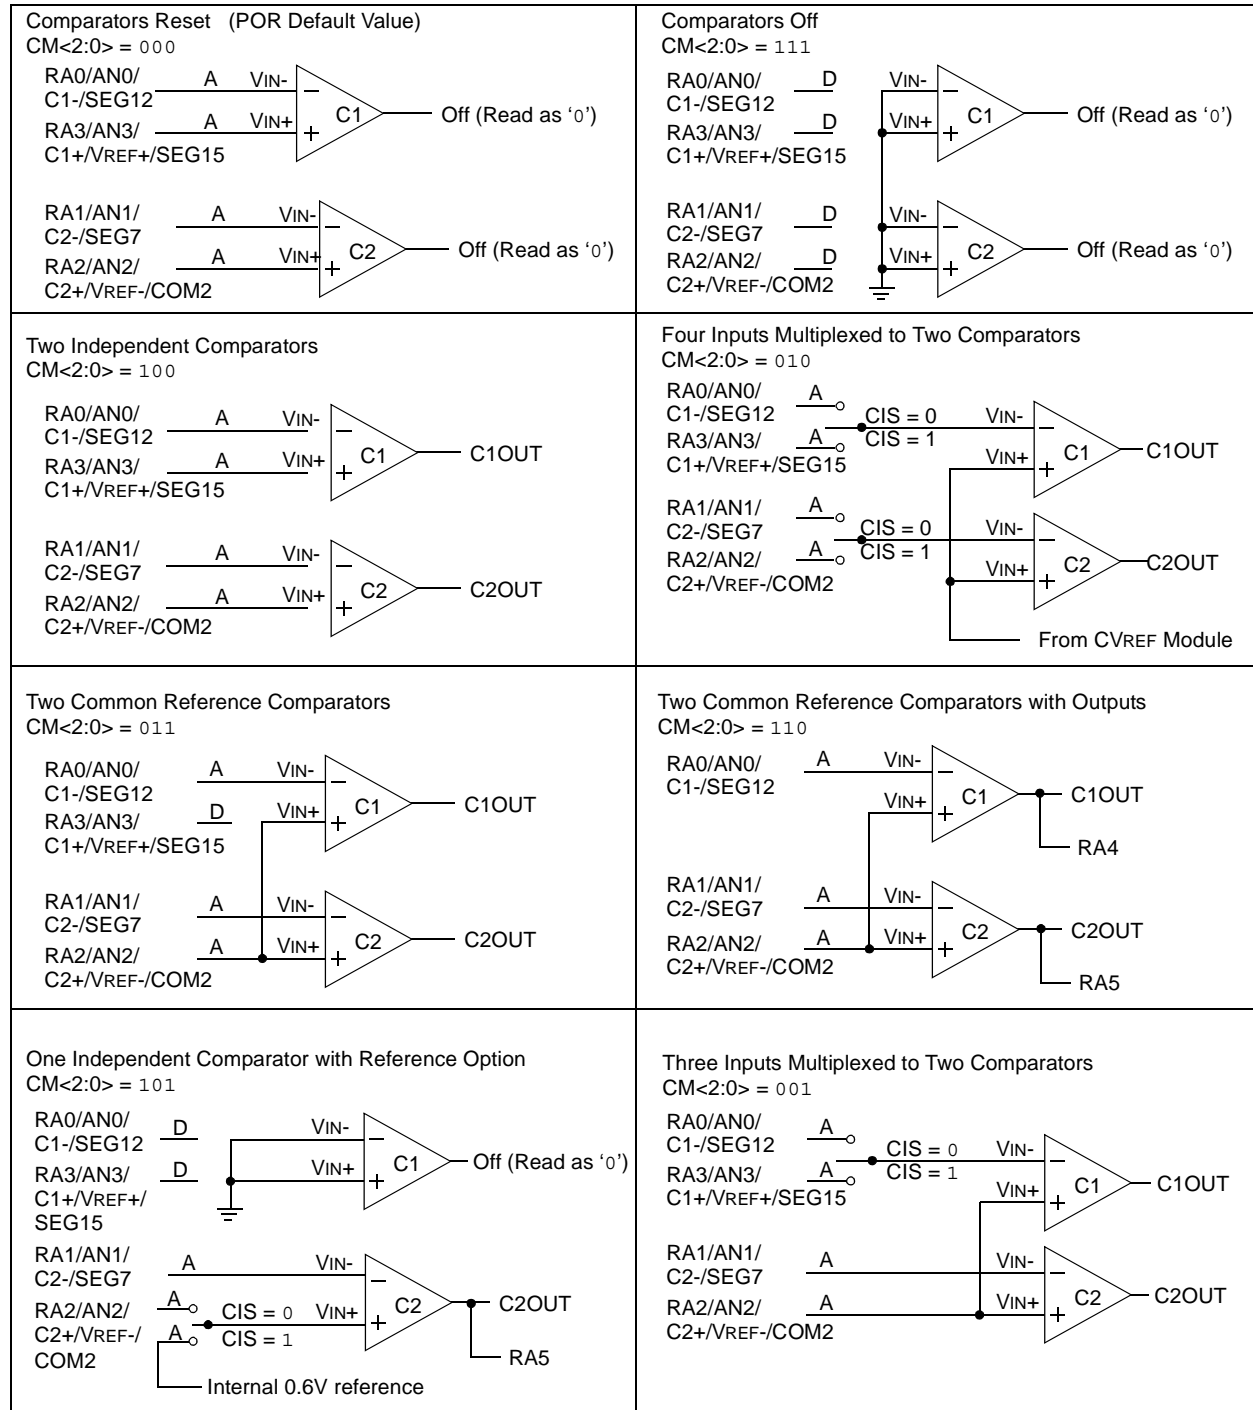 Comparators Reset (POR Default Value)
CM<2:0> = 000
RA0/AN0/
C1-/SEG12
A
VIN-
RA3/AN3/
C1+/VREF+/SEG15
A
VIN+
–
+
C1
Off (Read as ‘0’)
RA1/AN1/
C2-/SEG7
A
VIN-
RA2/AN2/
C2+/VREF-/COM2
A
VIN+
–
+
C2
Off (Read as ‘0’)
Comparators Off
CM<2:0> = 111
RA0/AN0/
C1-/SEG12
D
VIN-
RA3/AN3/
C1+/VREF+/SEG15
D
VIN+
–
+
C1
Off (Read as ‘0’)
RA1/AN1/
C2-/SEG7
D
VIN-
RA2/AN2/
C2+/VREF-/COM2
D
VIN+
–
+
C2
Off (Read as ‘0’)
Two Independent Comparators
CM<2:0> = 100
RA0/AN0/
C1-/SEG12
A
VIN-
RA3/AN3/
C1+/VREF+/SEG15
A
VIN+
–
+
C1
C1OUT
RA1/AN1/
C2-/SEG7
A
VIN-
RA2/AN2/
C2+/VREF-/COM2
A
VIN+
–
+
C2
C2OUT
Four Inputs Multiplexed to Two Comparators
CM<2:0> = 010
RA0/AN0/
C1-/SEG12
A
RA3/AN3/
C1+/VREF+/SEG15
A
CIS = 0
CIS = 1
VIN-
VIN+
–
+
C1
C1OUT
RA1/AN1/
C2-/SEG7
A
RA2/AN2/
C2+/VREF-/COM2
A
CIS = 0
CIS = 1
VIN-
VIN+
–
+
C2
C2OUT
From CVREF Module
Two Common Reference Comparators
CM<2:0> = 011
RA0/AN0/
C1-/SEG12
A
VIN-
RA3/AN3/
C1+/VREF+/SEG15
D
VIN+
–
+
C1
C1OUT
RA1/AN1/
C2-/SEG7
A
VIN-
RA2/AN2/
C2+/VREF-/COM2
A
VIN+
–
+
C2
C2OUT
Two Common Reference Comparators with Outputs
CM<2:0> = 110
RA0/AN0/
C1-/SEG12
A
VIN-
VIN+
–
+
C1
C1OUT
RA4
RA1/AN1/
C2-/SEG7
A
VIN-
RA2/AN2/
C2+/VREF-/COM2
A
VIN+
–
+
C2
C2OUT
RA5
One Independent Comparator with Reference Option
CM<2:0> = 101
RA0/AN0/
C1-/SEG12
D
VIN-
RA3/AN3/
C1+/VREF+/
SEG15
D
VIN+
–
+
C1
Off (Read as ‘0’)
RA1/AN1/
C2-/SEG7
A
VIN-
RA2/AN2/
C2+/VREF-/
COM2
A
A
CIS = 0
CIS = 1
VIN+
–
+
C2
C2OUT
RA5
Internal 0.6V reference
Three Inputs Multiplexed to Two Comparators
CM<2:0> = 001
RA0/AN0/
C1-/SEG12
A
RA3/AN3/
C1+/VREF+/SEG15
A
CIS = 0
CIS = 1
VIN-
VIN+
–
+
C1
C1OUT
RA1/AN1/
C2-/SEG7
A
VIN-
RA2/AN2/
C2+/VREF-/COM2
A
VIN+
–
+
C2
C2OUT